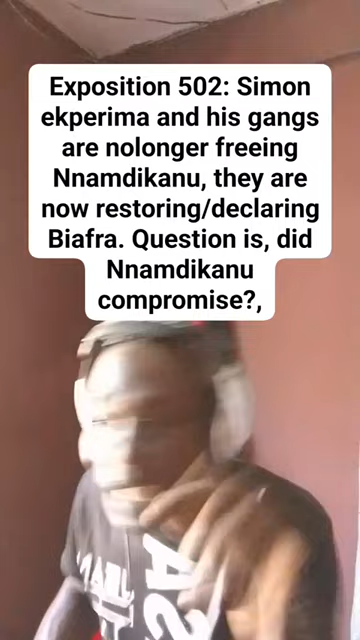 Exposition 502: Simon
ekperima and his gangs
are nolonger freeing
Nnamdikanu, they are
now restoring/declaring
Biafra. Question is, did
Nnamdikanu
compromise?,